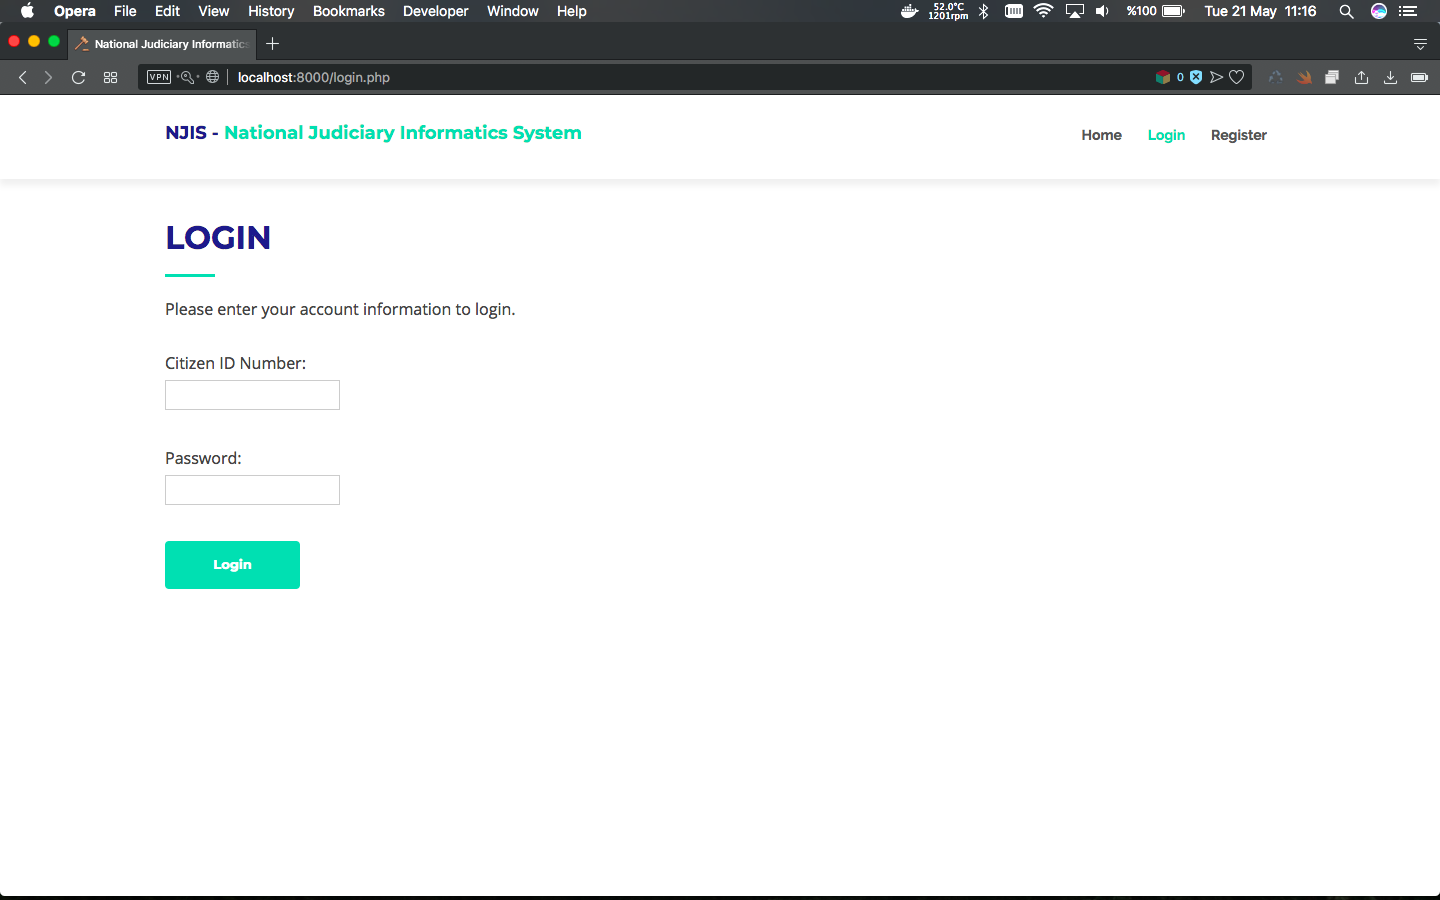 Opera File Edit View History Bookmarks Developer Window Help 52.0°C 1201rpm %100 Tue 21 May 11:16
National Judiciary Informatics
VPN localhost:8000/login.php 0
NJIS - National Judiciary Informatics System Home Login Register
LOGIN
Please enter your account information to login.
Citizen ID Number:
Password:
Login